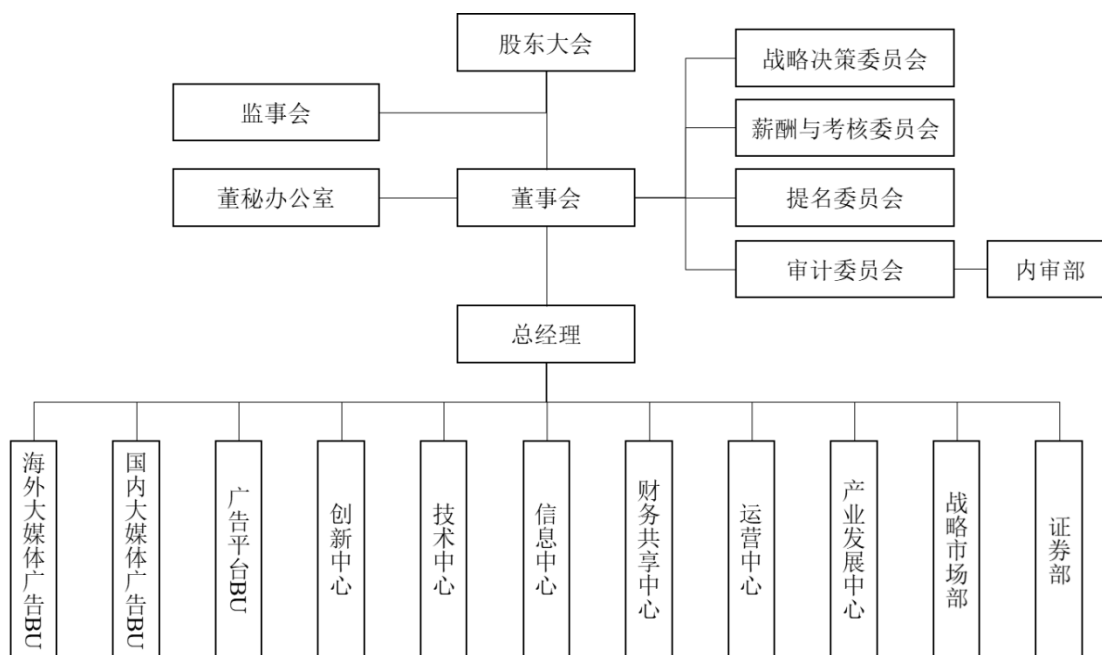 股东大会
战略决策委员会
监事会
薪酬与考核委员会
董秘办公室
董事会
提名委员会
审计委员会
内审部
总经理
海外大媒体广告BU
国内大媒体广告BU
广告平台BU
创新中心
技术中心
信息中心
财务共享中心
运营中心
产业发展中心
战略市场部
证券部